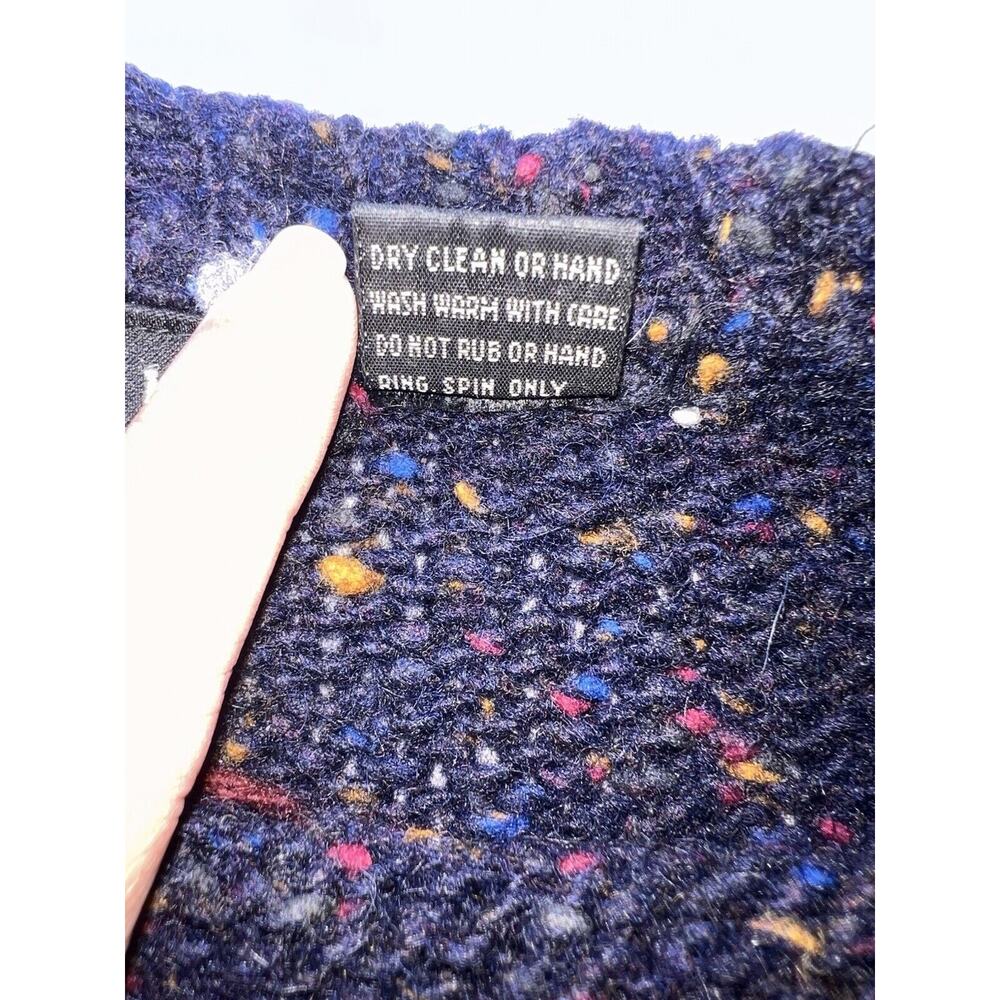 DRY CLEAN OR HAND
WASH WARM WITH CARE
DO NOT RUB OR HAND
RING SPIN ONLY